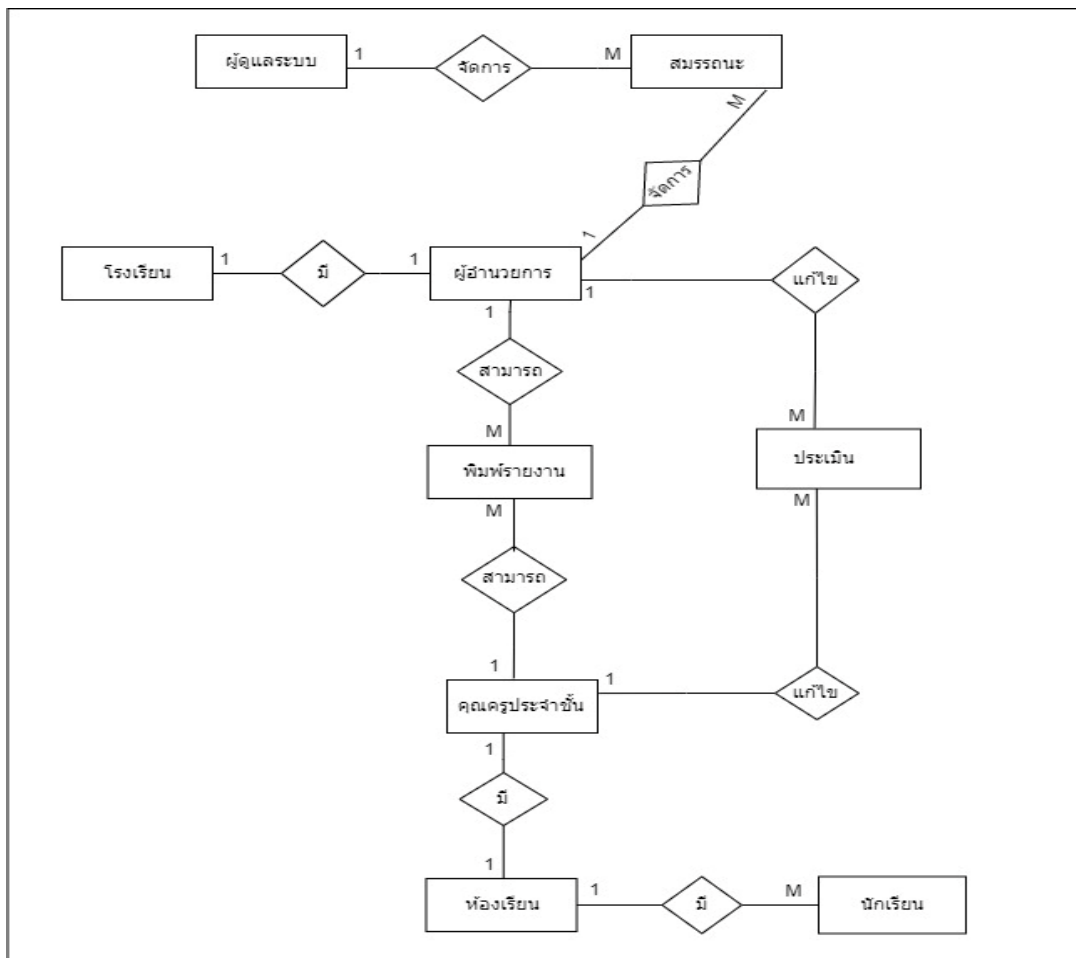 ผู้ดูแลระบบ 1 จัดการ M สมรรถนะ
M
จัดการ
1
โรงเรียน 1 มี 1 ผู้อำนวยการ
1 แก้ไข
1
สามารถ
M M
พิมพ์รายงาน ประเมิน
M M
สามารถ
1 1 แก้ไข
คุณครูประจำชั้น
1
มี
1
ห้องเรียน 1 มี M นักเรียน